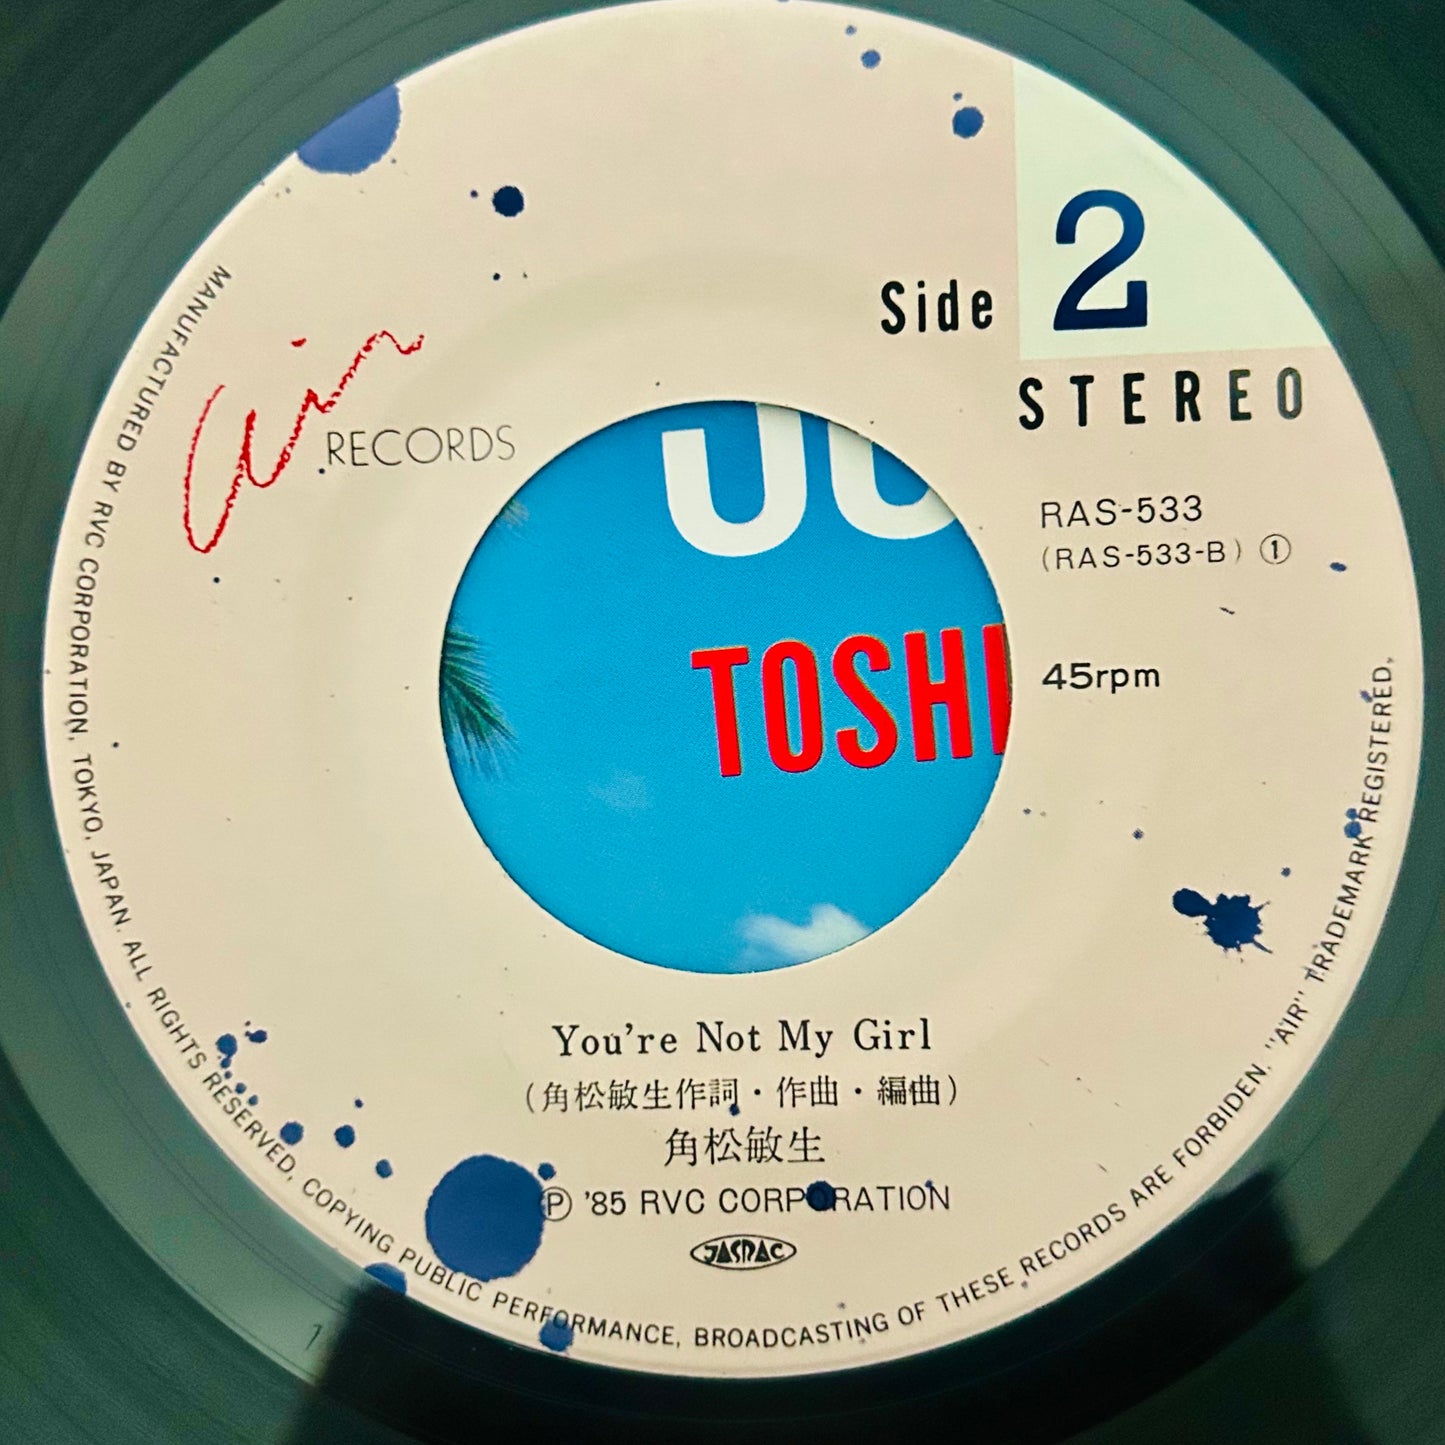 Side 2
STEREO
Air
RECORDS
RAS-533
(RAS-533-B) ①
45rpm
JU
TOSHI
You're Not My Girl
(角松敏生作詞・作曲・編曲)
角松敏生
Ⓟ '85 RVC CORPORATION
JASRAC
MANUFACTURED BY RVC CORPORATION, TOKYO, JAPAN. ALL RIGHTS RESERVED, COPYING PUBLIC PERFORMANCE, BROADCASTING OF THESE RECORDS ARE FORBIDEN. "AIR" TRADEMARK REGISTERED.